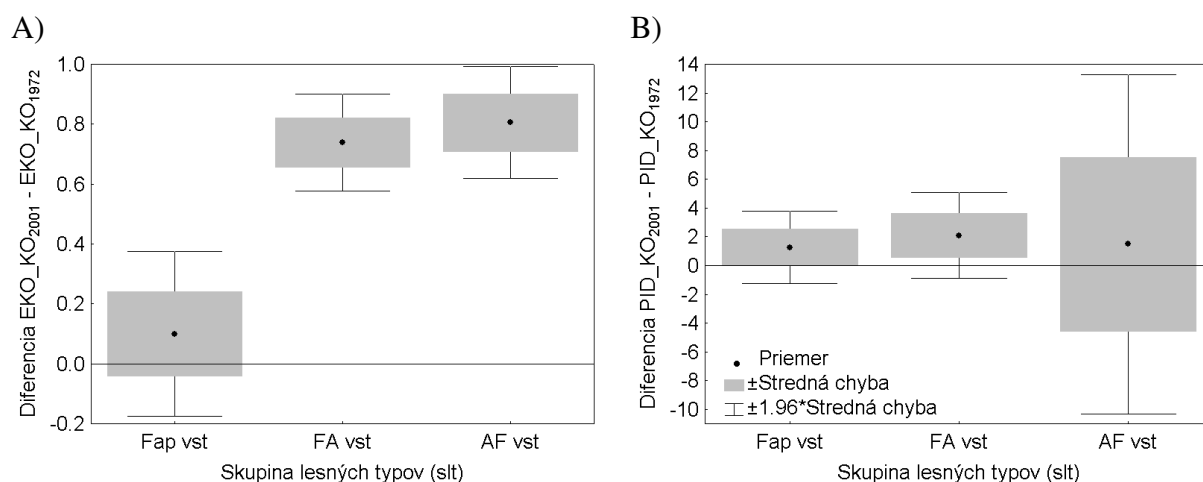 A)
Diferencia EKO_KO2001 - EKO_KO1972
1.0
0.8
0.6
0.4
0.2
0.0
-0.2
Fap vst FA vst AF vst
Skupina lesných typov (slt)
B)
Diferencia PID_KO2001 - PID_KO1972
14
12
10
8
6
4
2
0
-2
-4
-6
-8
-10
Priemer
±Stredná chyba
±1.96*Stredná chyba
Fap vst FA vst AF vst
Skupina lesných typov (slt)